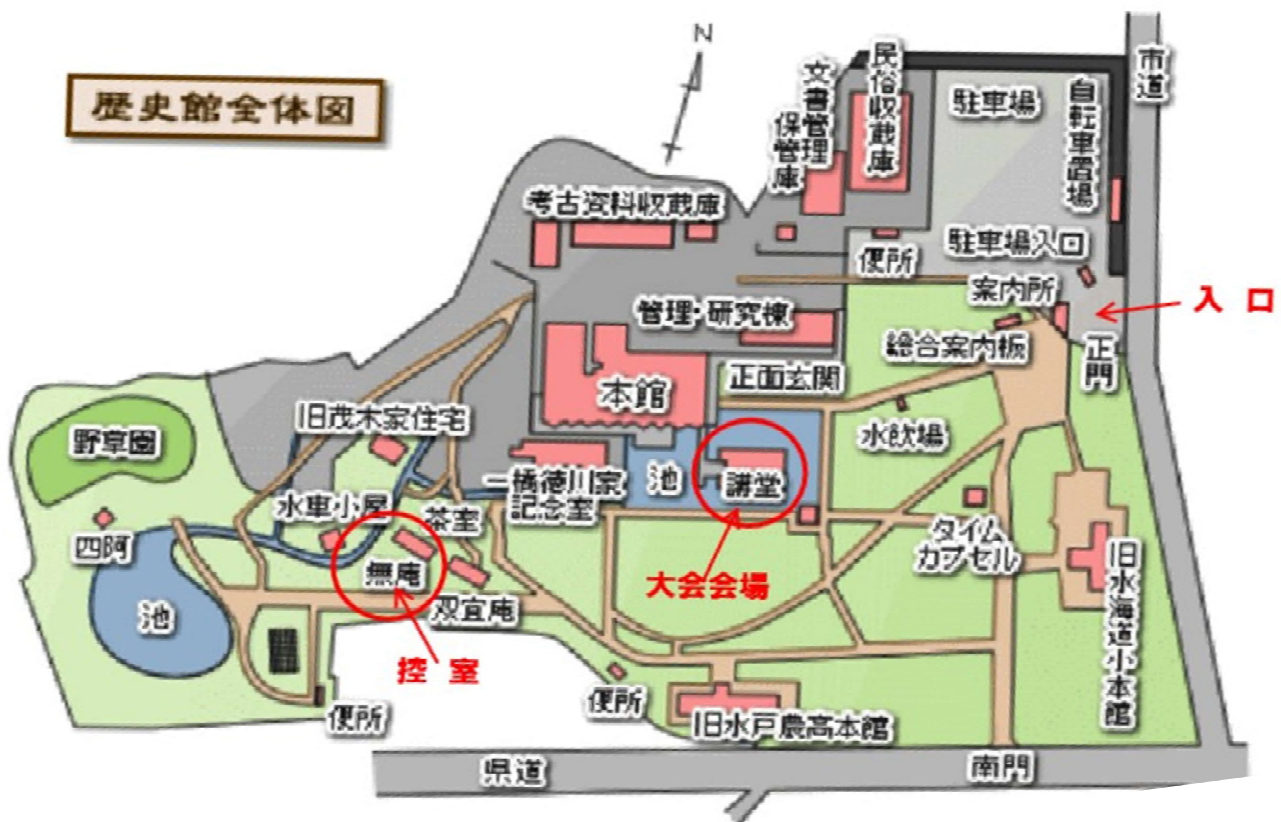 歴史館全体図
N
市道
民俗収蔵庫
文書管理
保管庫
駐車場
自転車置場
考古資料収蔵庫
便所
駐車場入口
案内所
入口
管理・研究棟
総合案内板
正門
正面玄関
本館
水飲場
旧茂木家住宅
野草園
一橋徳川家
記念室
池
講堂
水車小屋
茶室
四阿
タイム
カプセル
無庵
大会会場
旧水海道小本館
池
双宜庵
控室
便所
便所
旧水戸農高本館
県道
南門